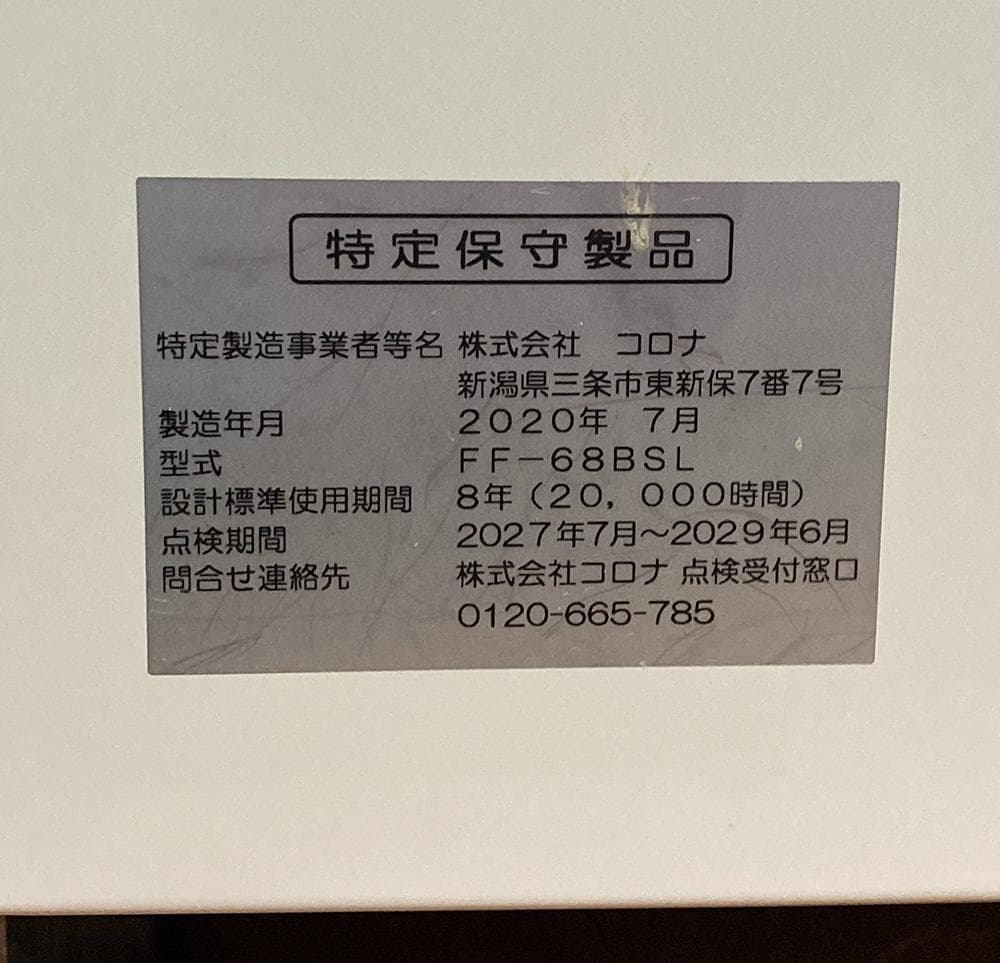 特定保守製品
特定製造事業者等名 株式会社 コロナ
新潟県三条市東新保7番7号
製造年月 2020年 7月
型式 FF-68BSL
設計標準使用期間 8年(20,000時間)
点検期間 2027年7月~2029年6月
問合せ連絡先 株式会社コロナ 点検受付窓口
0120-665-785